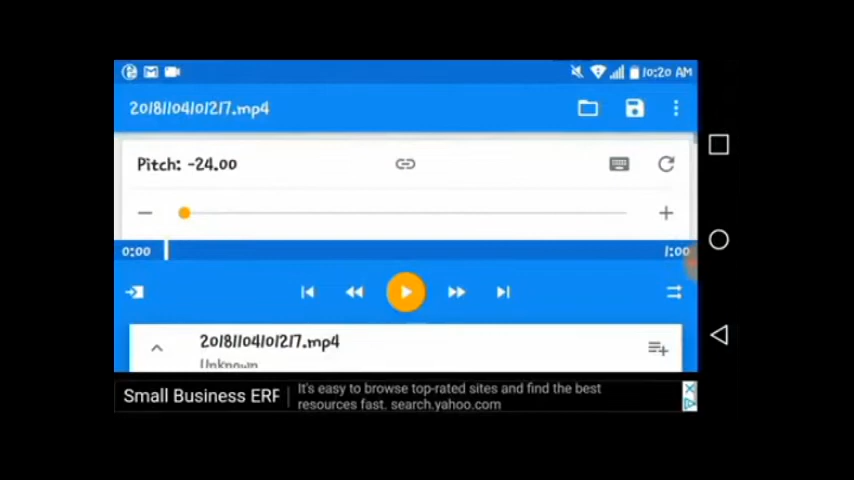 10:20 AM
20181104101217.mp4
Pitch: -24.00
0:00
1:00
20181104101217.mp4
Unknown
Small Business ERP
It's easy to browse top-rated sites and find the best
resources fast. search.yahoo.com